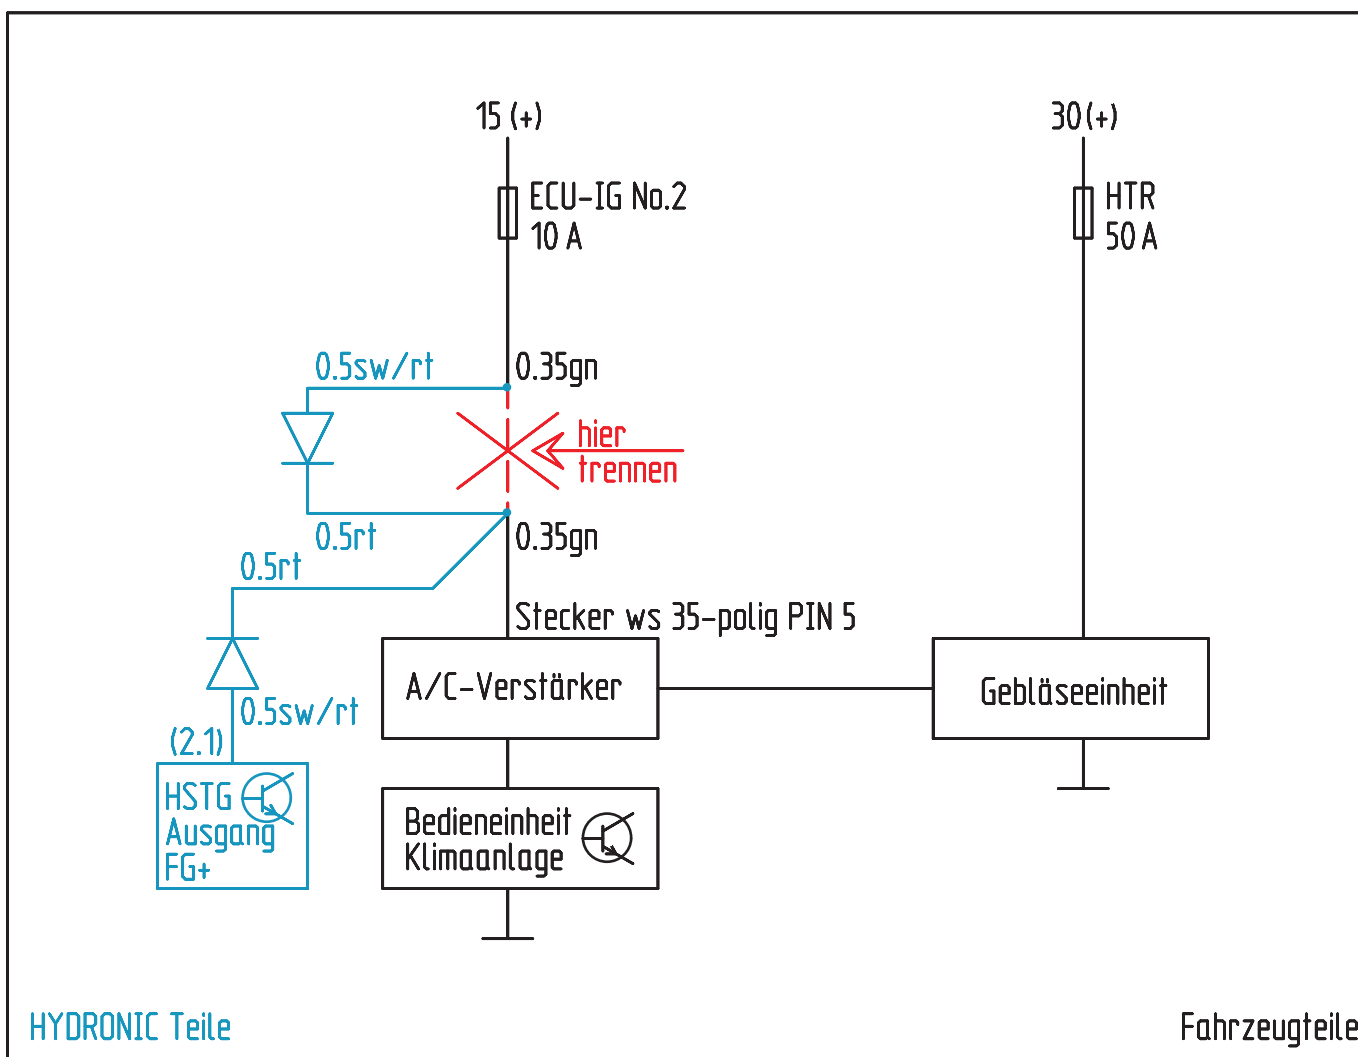 15 (+)
30 (+)
ECU-IG No.2
10 A
HTR
50 A
0.5sw/rt
0.35gn
hier
trennen
0.5rt
0.35gn
0.5rt
Stecker ws 35-polig PIN 5
A/C-Verstärker
Gebläseeinheit
0.5sw/rt
(2.1)
HSTG
Ausgang
FG+
Bedieneinheit
Klimaanlage
HYDRONIC Teile
Fahrzeugteile